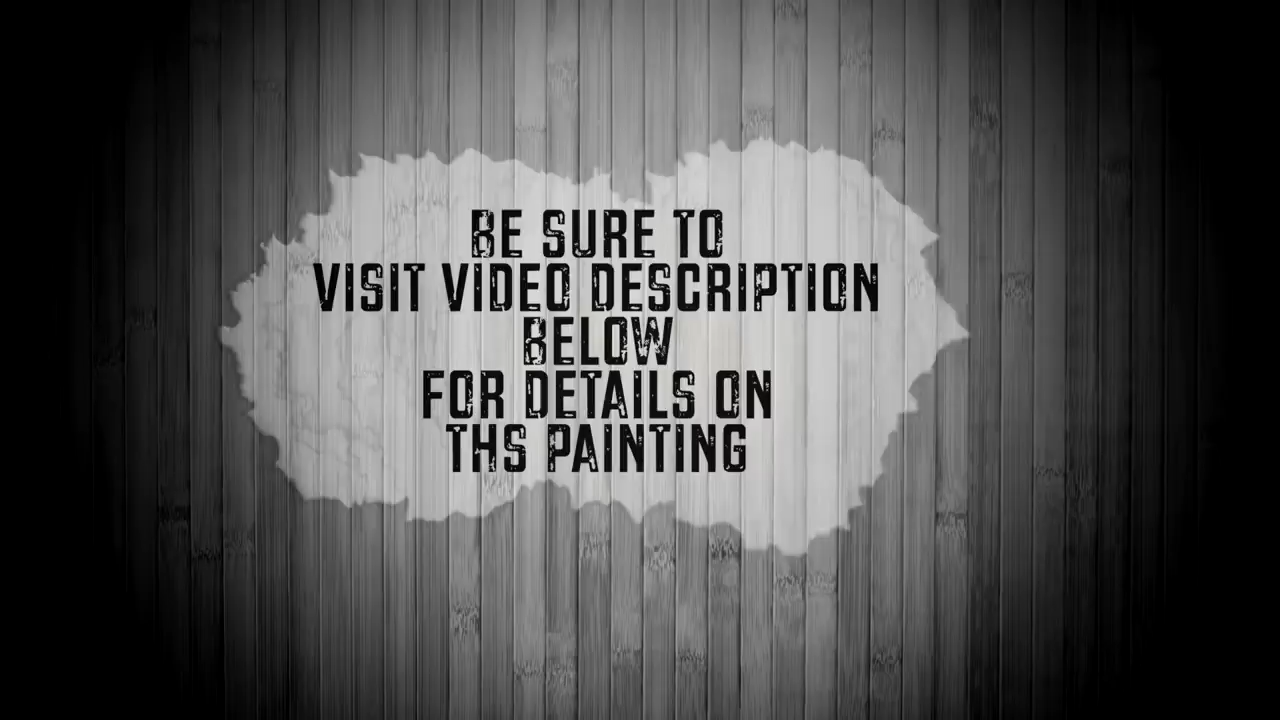 BE SURE TO
VISIT VIDEO DESCRIPTION
BELOW
FOR DETAILS ON
THS PAINTING